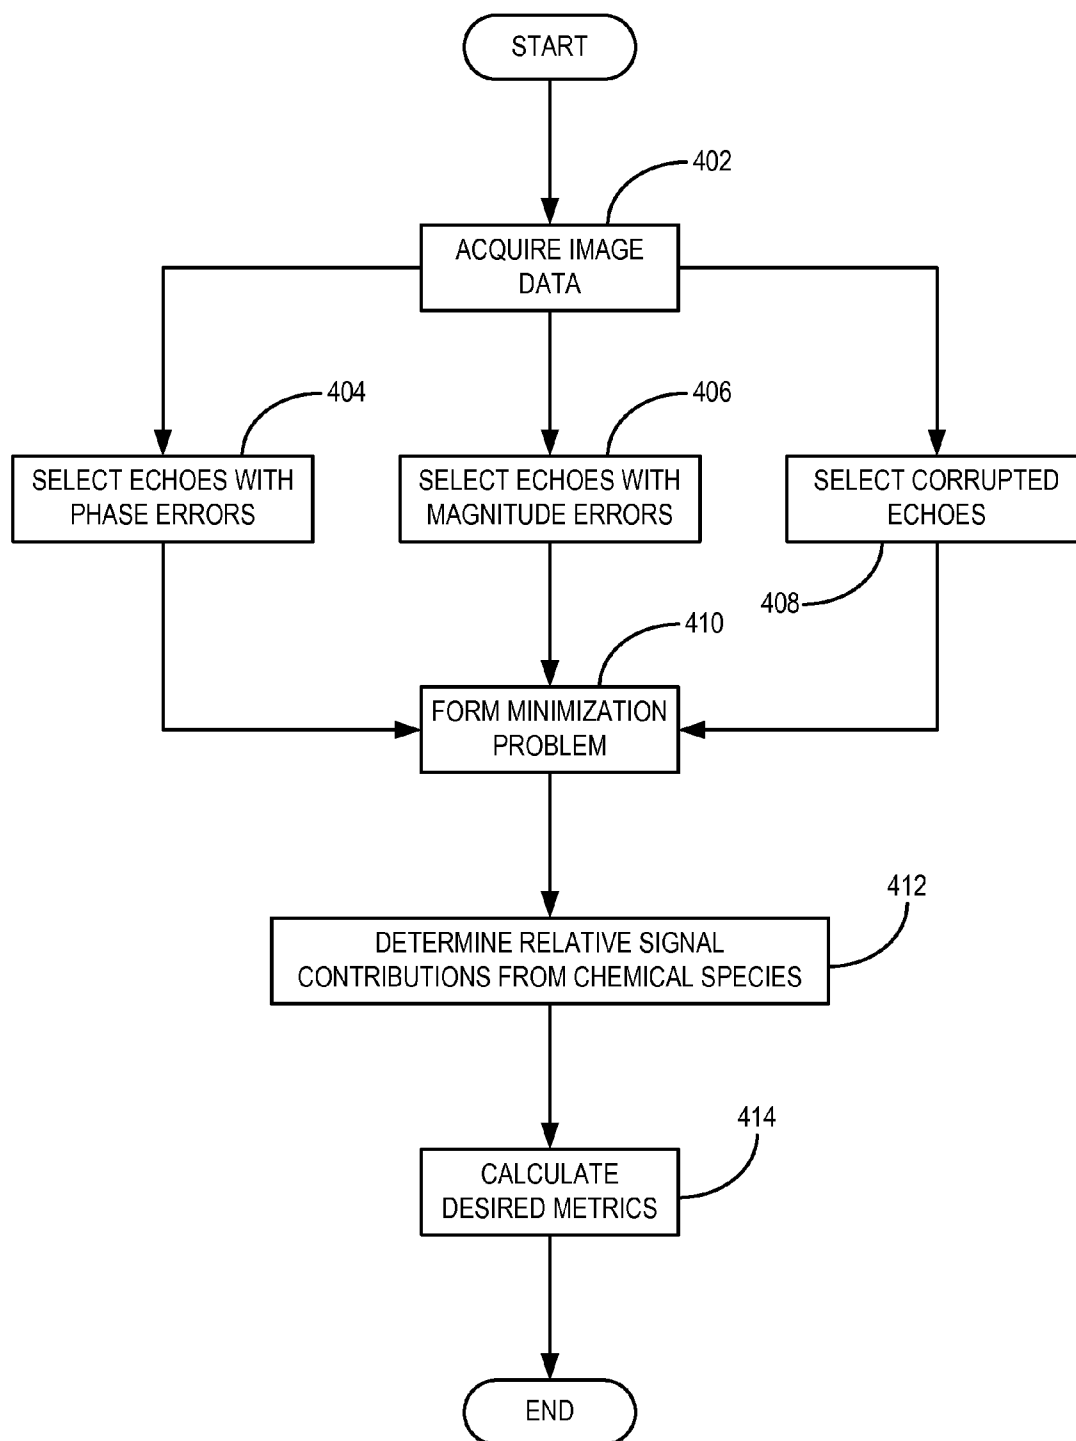 START
402
ACQUIRE IMAGE
DATA
404
406
SELECT ECHOES WITH
PHASE ERRORS
SELECT ECHOES WITH
MAGNITUDE ERRORS
SELECT CORRUPTED
ECHOES
408
410
FORM MINIMIZATION
PROBLEM
412
DETERMINE RELATIVE SIGNAL
CONTRIBUTIONS FROM CHEMICAL SPECIES
414
CALCULATE
DESIRED METRICS
END